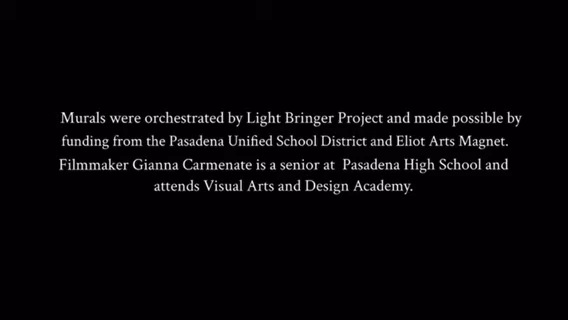 Murals were orchestrated by Light Bringer Project and made possible by
funding from the Pasadena Unified School District and Eliot Arts Magnet.
Filmmaker Gianna Carmenate is a senior at Pasadena High School and
attends Visual Arts and Design Academy.